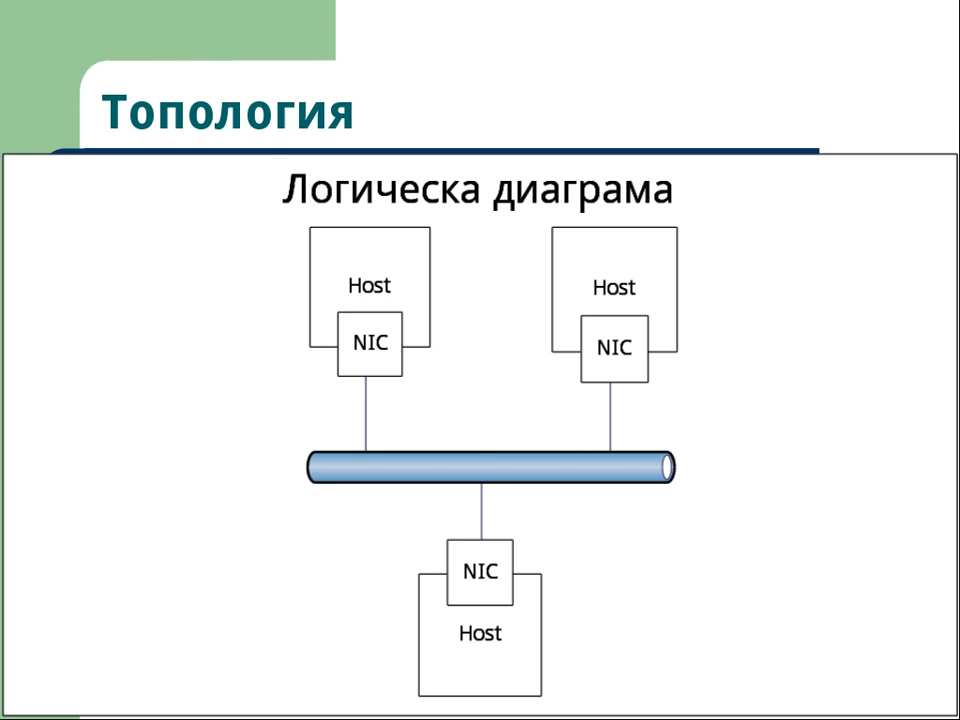 Топология
Логическа диаграма
Host
Host
NIC
NIC
NIC
Host